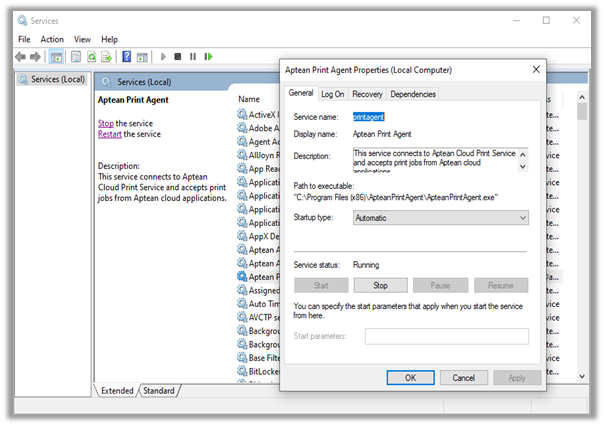 Services
File Action View Help
Services (Local)
Services (Local)
Aptean Print Agent
Stop the service
Restart the service
Description:
This service connects to Aptean
Cloud Print Service and accepts print
jobs from Aptean cloud applications.
Name
ActiveX I
Adobe A
Agent Ac
AllJoyn R
App Read
Applicati
Applicati
Applicati
Applicati
AppX De
Aptean A
Aptean A
Aptean P
Assigned
Auto Tim
AVCTP se
Backgrou
Backgrou
Base Filte
BitLocke
Extended Standard
Aptean Print Agent Properties (Local Computer)
General Log On Recovery Dependencies
Service name: printagent
Display name: Aptean Print Agent
Description: This service connects to Aptean Cloud Print Service
and accepts print jobs from Aptean cloud
applications
Path to executable:
"C:\Program Files (x86)\ApteanPrintAgent\ApteanPrintAgent.exe"
Startup type: Automatic
Service status: Running
Start Stop Pause Resume
You can specify the start parameters that apply when you start the service
from here.
Start parameters:
OK Cancel Apply